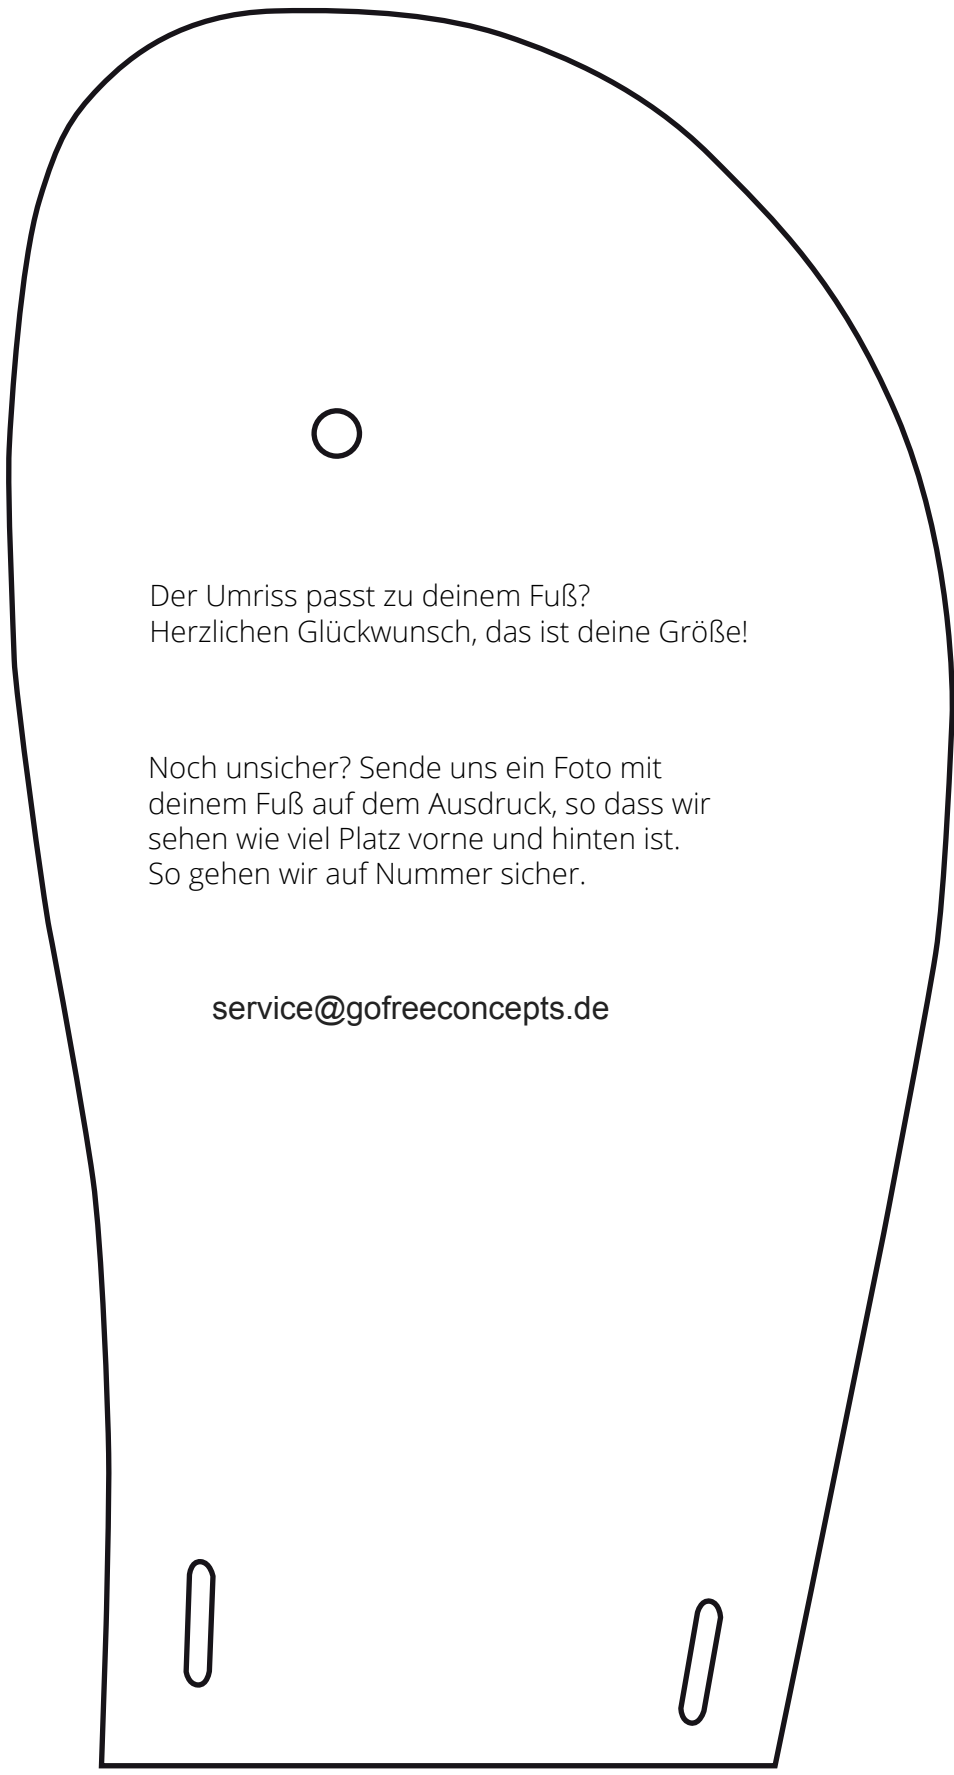 Der Umriss passt zu deinem Fuß?
Herzlichen Glückwunsch, das ist deine Größe!
Noch unsicher? Sende uns ein Foto mit
deinem Fuß auf dem Ausdruck, so dass wir
sehen wie viel Platz vorne und hinten ist.
So gehen wir auf Nummer sicher.
service@gofreeconcepts.de